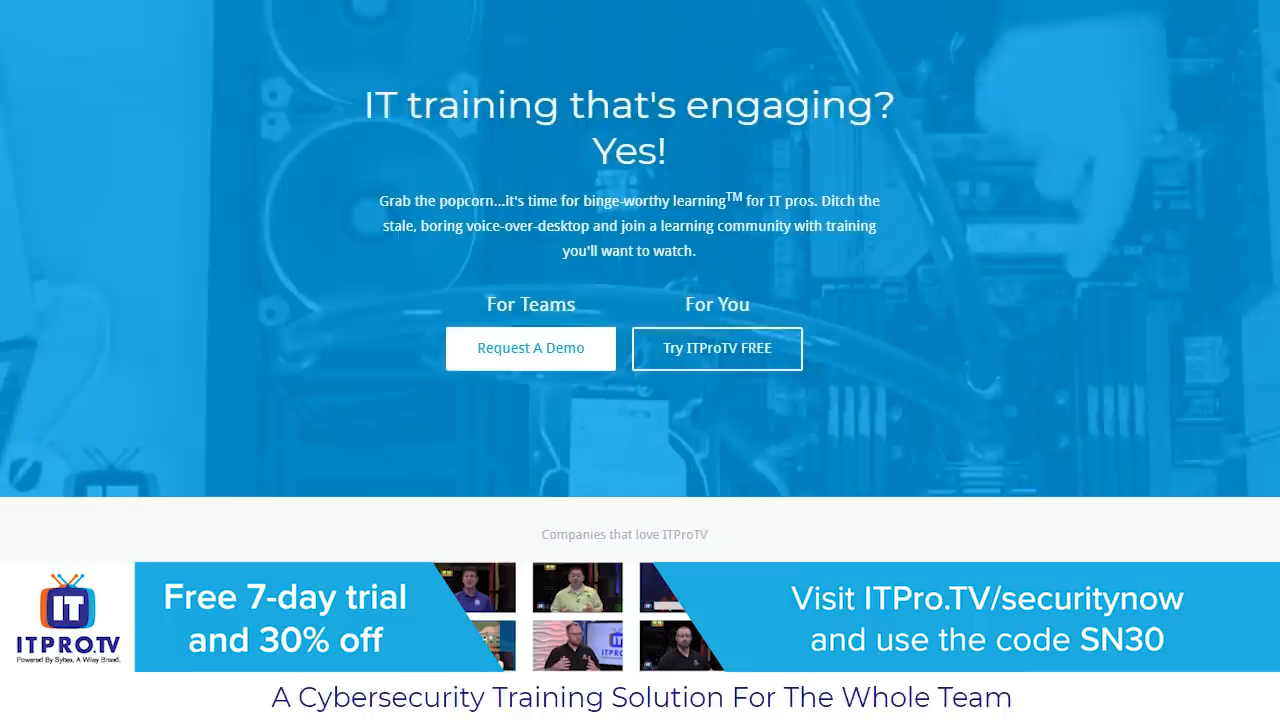 IT training that's engaging?
Yes!
Grab the popcorn...it's time for binge-worthy learning™ for IT pros. Ditch the
stale, boring voice-over-desktop and join a learning community with training
you'll want to watch.
For Teams
For You
Request A Demo
Try ITProTV FREE
Companies that love ITProTV
IT
ITPRO.TV
Powered By Sybex, A Wiley Brand.
Free 7-day trial
and 30% off
ITPRO.TV
Visit ITPro.TV/securitynow
and use the code SN30
A Cybersecurity Training Solution For The Whole Team